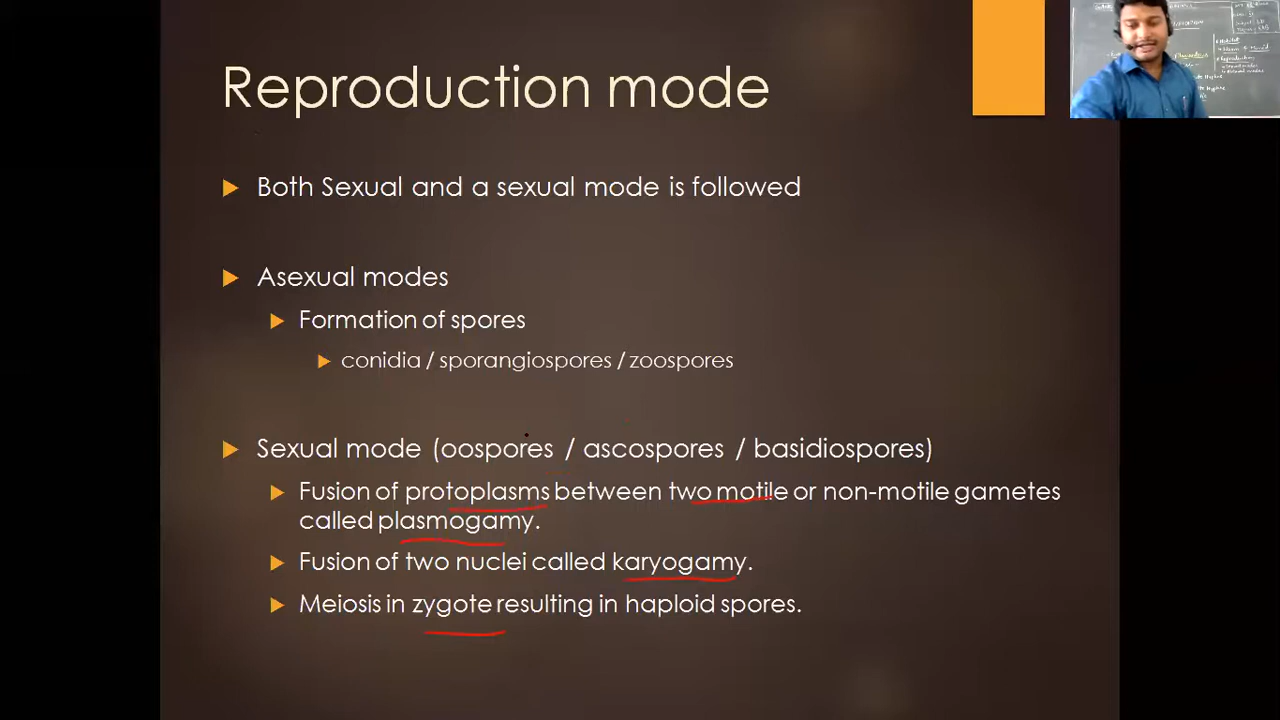 Reproduction mode
Both Sexual and a sexual mode is followed
Asexual modes
Formation of spores
conidia / sporangiospores / zoospores
Sexual mode (oospores / ascospores / basidiospores)
Fusion of protoplasms between two motile or non-motile gametes
called plasmogamy.
Fusion of two nuclei called karyogamy.
Meiosis in zygote resulting in haploid spores.